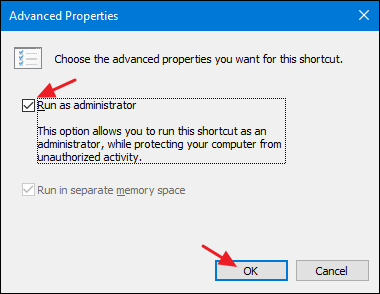 Advanced Properties
Choose the advanced properties you want for this shortcut.
Run as administrator
This option allows you to run this shortcut as an
administrator, while protecting your computer from
unauthorized activity.
Run in separate memory space
OK
Cancel